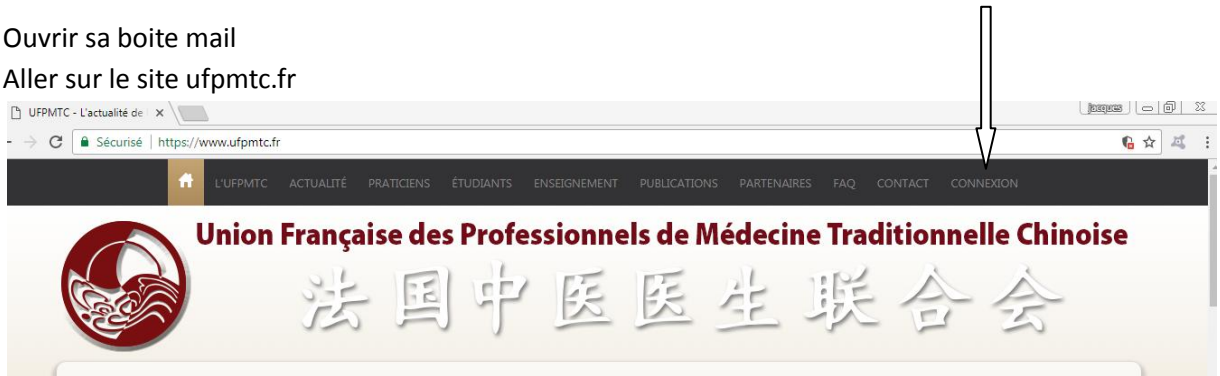 Ouvrir sa boite mail
Aller sur le site ufpmtc.fr
UFPMTC - L'actualité de
jacques
Sécurisé | https://www.ufpmtc.fr
L'UFPMTC ACTUALITÉ PRATICIENS ÉTUDIANTS ENSEIGNEMENT PUBLICATIONS PARTENAIRES FAQ CONTACT CONNEXION
Union Française des Professionnels de Médecine Traditionnelle Chinoise
法国中医医生联合会